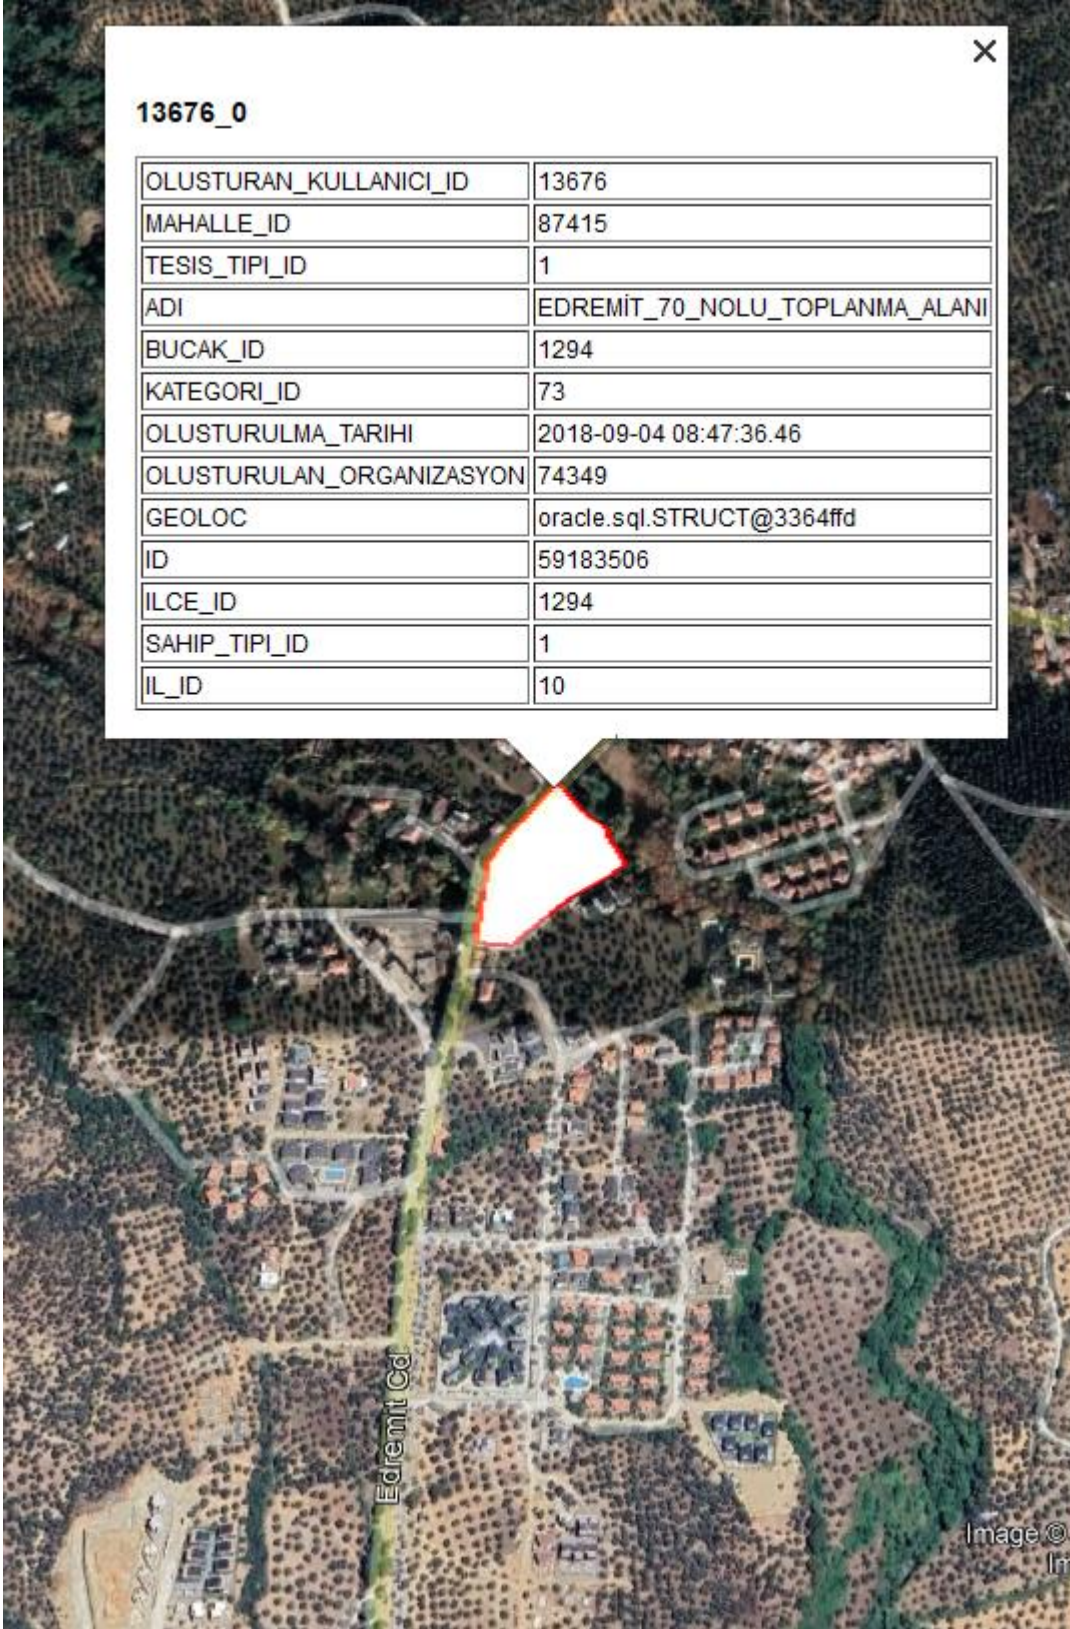 13676_0
OLUSTURAN_KULLANICI_ID 13676
MAHALLE_ID 87415
TESIS_TIPI_ID 1
ADI EDREMİT_70_NOLU_TOPLANMA_ALANI
BUCAK_ID 1294
KATEGORI_ID 73
OLUSTURULMA_TARIHI 2018-09-04 08:47:36.46
OLUSTURULAN_ORGANIZASYON 74349
GEOLOC oracle.sql.STRUCT@3364ffd
ID 59183506
ILCE_ID 1294
SAHIP_TIPI_ID 1
IL_ID 10
Edremit Cd
Image ©
Im